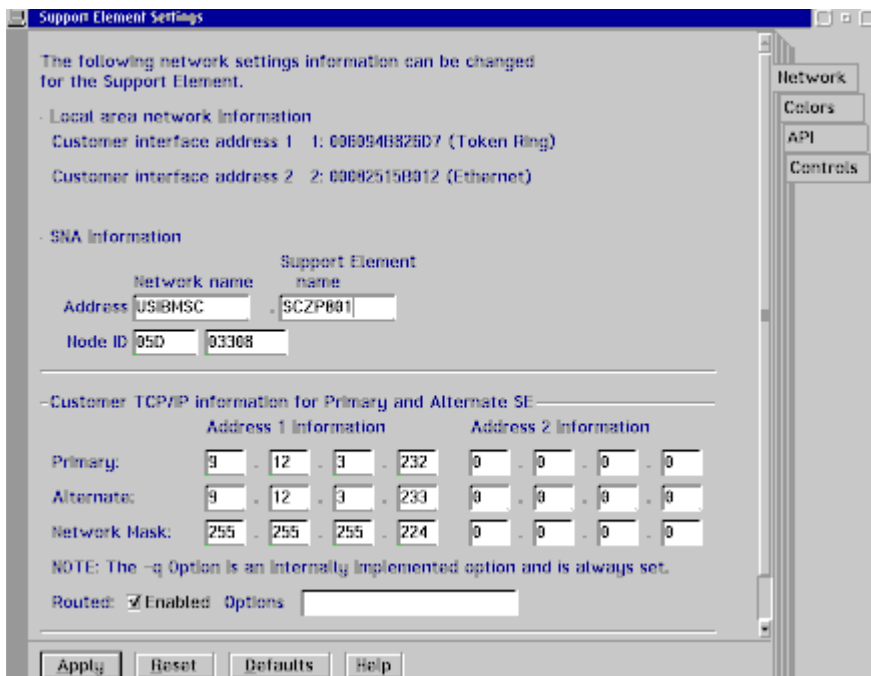 Support Element Settings
The following network settings information can be changed
for the Support Element.
Local area network Information
Customer interface address 1 1: 006094B826D7 (Token Ring)
Customer interface address 2 2: 00082515B012 (Ethernet)
SNA Information
Network name Support Element name
Address USIBMSC . SCZP801
Node ID 05D 03308
Customer TCP/IP information for Primary and Alternate SE
Address 1 Information Address 2 Information
Primary: 9 . 12 . 3 . 232 0 . 0 . 0 . 0
Alternate: 9 . 12 . 3 . 233 0 . 0 . 0 . 0
Network Mask: 255 . 255 . 255 . 224 0 . 0 . 0 . 0
NOTE: The -q Option is an internally implemented option and is always set.
Routed: Enabled Options
Apply Reset Defaults Help
Network
Colors
API
Controls